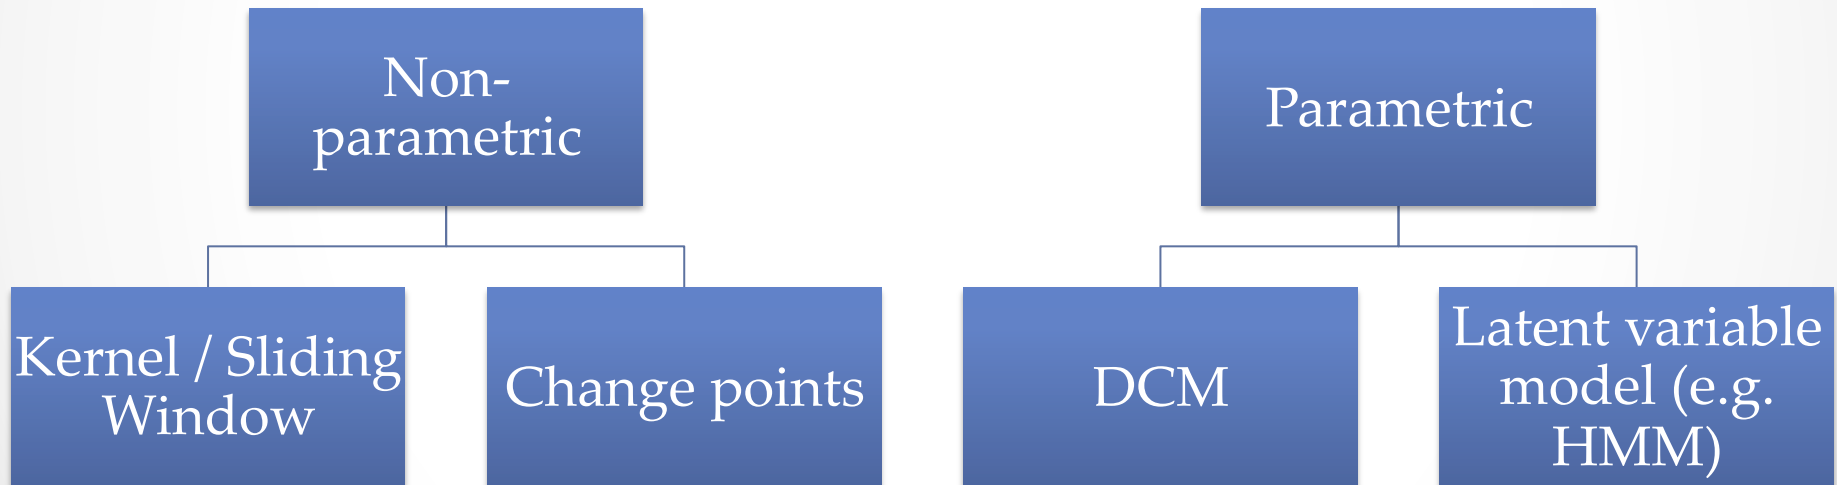 Non-
parametric
Parametric
Kernel / Sliding
Window
Change points
DCM
Latent variable
model (e.g.
HMM)